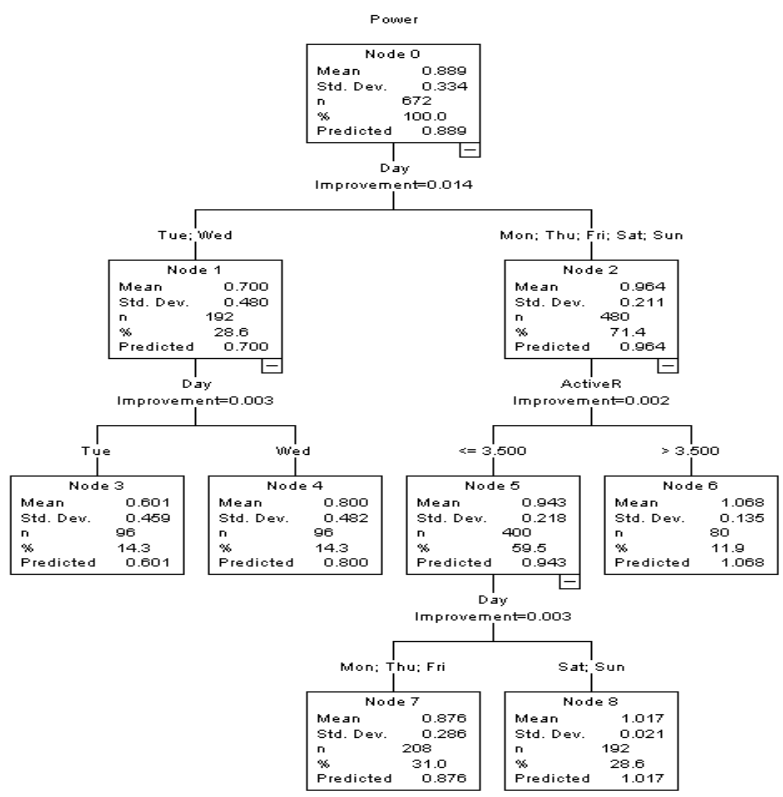 Power
Node 0
Mean 0.889
Std. Dev. 0.334
n 672
% 100.0
Predicted 0.889
Day
Improvement=0.014
Tue; Wed
Mon; Thu; Fri; Sat; Sun
Node 1
Mean 0.700
Std. Dev. 0.480
n 192
% 28.6
Predicted 0.700
Node 2
Mean 0.964
Std. Dev. 0.211
n 480
% 71.4
Predicted 0.964
Day
Improvement=0.003
ActiveR
Improvement=0.002
Tue
Wed
<= 3.500
> 3.500
Node 3
Mean 0.601
Std. Dev. 0.459
n 96
% 14.3
Predicted 0.601
Node 4
Mean 0.800
Std. Dev. 0.482
n 96
% 14.3
Predicted 0.800
Node 5
Mean 0.943
Std. Dev. 0.218
n 400
% 59.5
Predicted 0.943
Node 6
Mean 1.068
Std. Dev. 0.135
n 80
% 11.9
Predicted 1.068
Day
Improvement=0.003
Mon; Thu; Fri
Sat; Sun
Node 7
Mean 0.876
Std. Dev. 0.286
n 208
% 31.0
Predicted 0.876
Node 8
Mean 1.017
Std. Dev. 0.021
n 192
% 28.6
Predicted 1.017